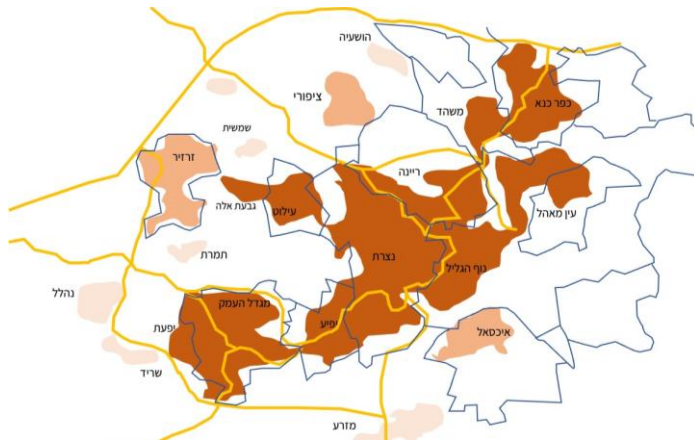 הושעיה
ציפורי
כפר כנא
משהד
שמשית
זרזיר
ריינה
עין מאהל
עילוט
גבעת אלה
נצרת
נוף הגליל
תמרת
נהלל
מגדל העמק
יפעת
יפיע
איכסאל
שריד
מזרע